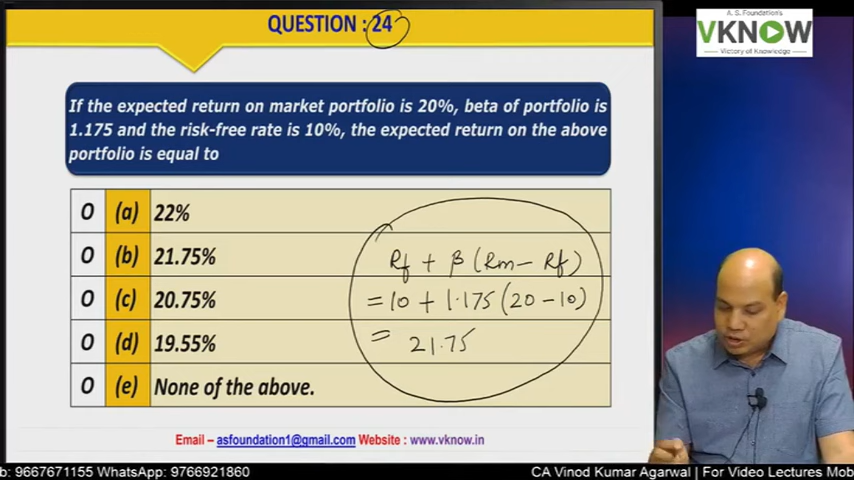 QUESTION : 24
A. S. Foundation's
VKNOW
Victory of Knowledge
If the expected return on market portfolio is 20%, beta of portfolio is
1.175 and the risk-free rate is 10%, the expected return on the above
portfolio is equal to
O (a) 22%
O (b) 21.75%
O (c) 20.75%
O (d) 19.55%
O (e) None of the above.
Rf + β (Rm - Rf)
= 10 + 1.175 (20 - 10)
= 21.75
Email – asfoundation1@gmail.com Website : www.vknow.in
b: 9667671155 WhatsApp: 9766921860
CA Vinod Kumar Agarwal | For Video Lectures Mob